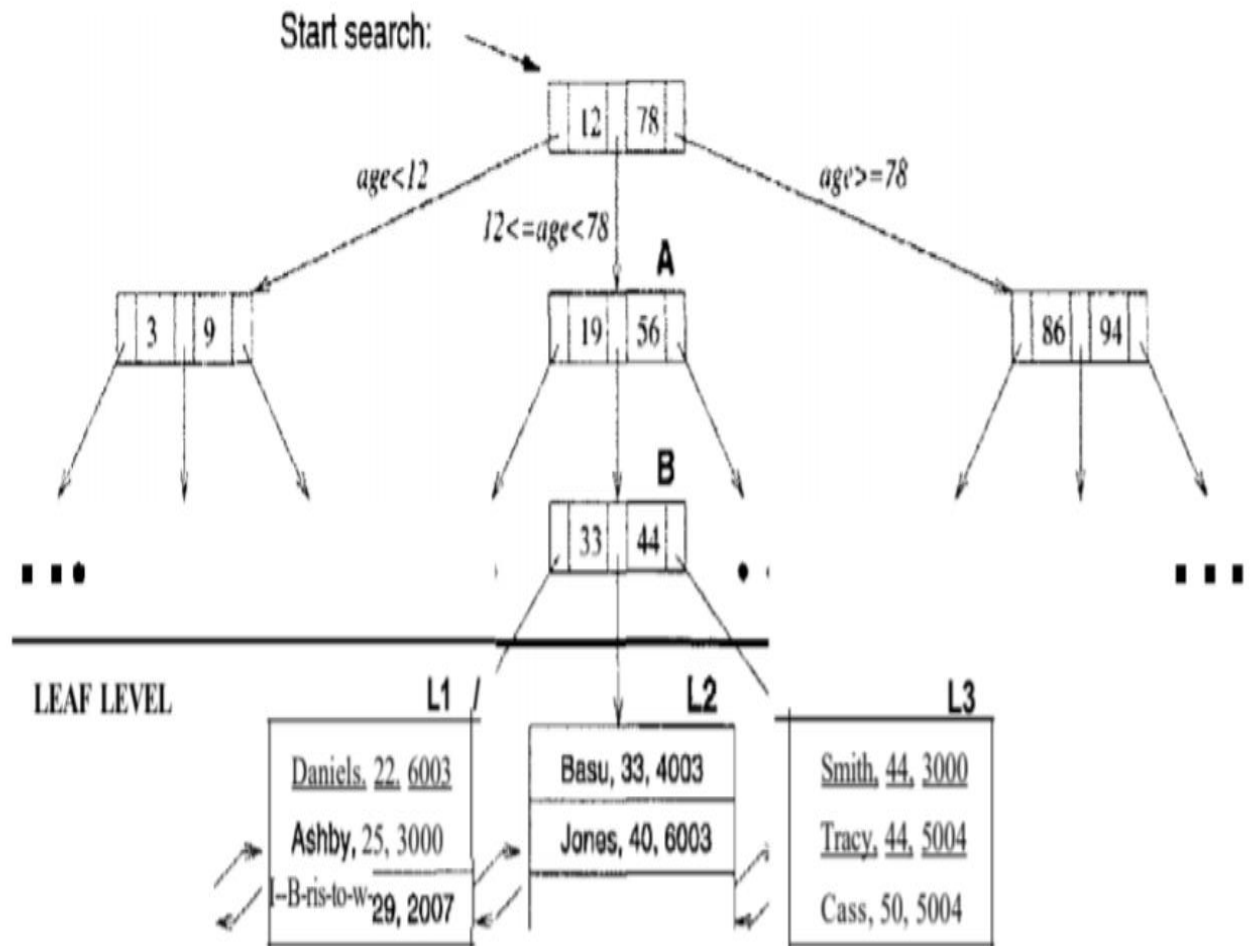 Start search:
12 78
age<12
12<=age<78
age>=78
A
3 9
19 56
86 94
B
33 44
LEAF LEVEL
L1
L2
L3
Daniels. 22. 6003
Ashby, 25, 3000
I--B-ris-to-w-
29, 2007
Basu, 33, 4003
Jones, 40, 6003
Smith, 44, 3000
Tracy, 44, 5004
Cass, 50, 5004